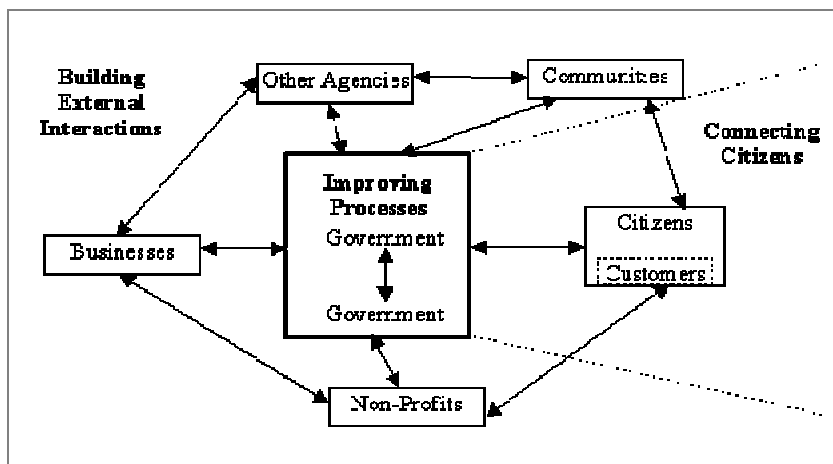 Building
External
Interactions
Other Agencies
Communities
Connecting
Citizens
Improving
Processes
Government
Government
Businesses
Citizens
Customers
Non-Profits